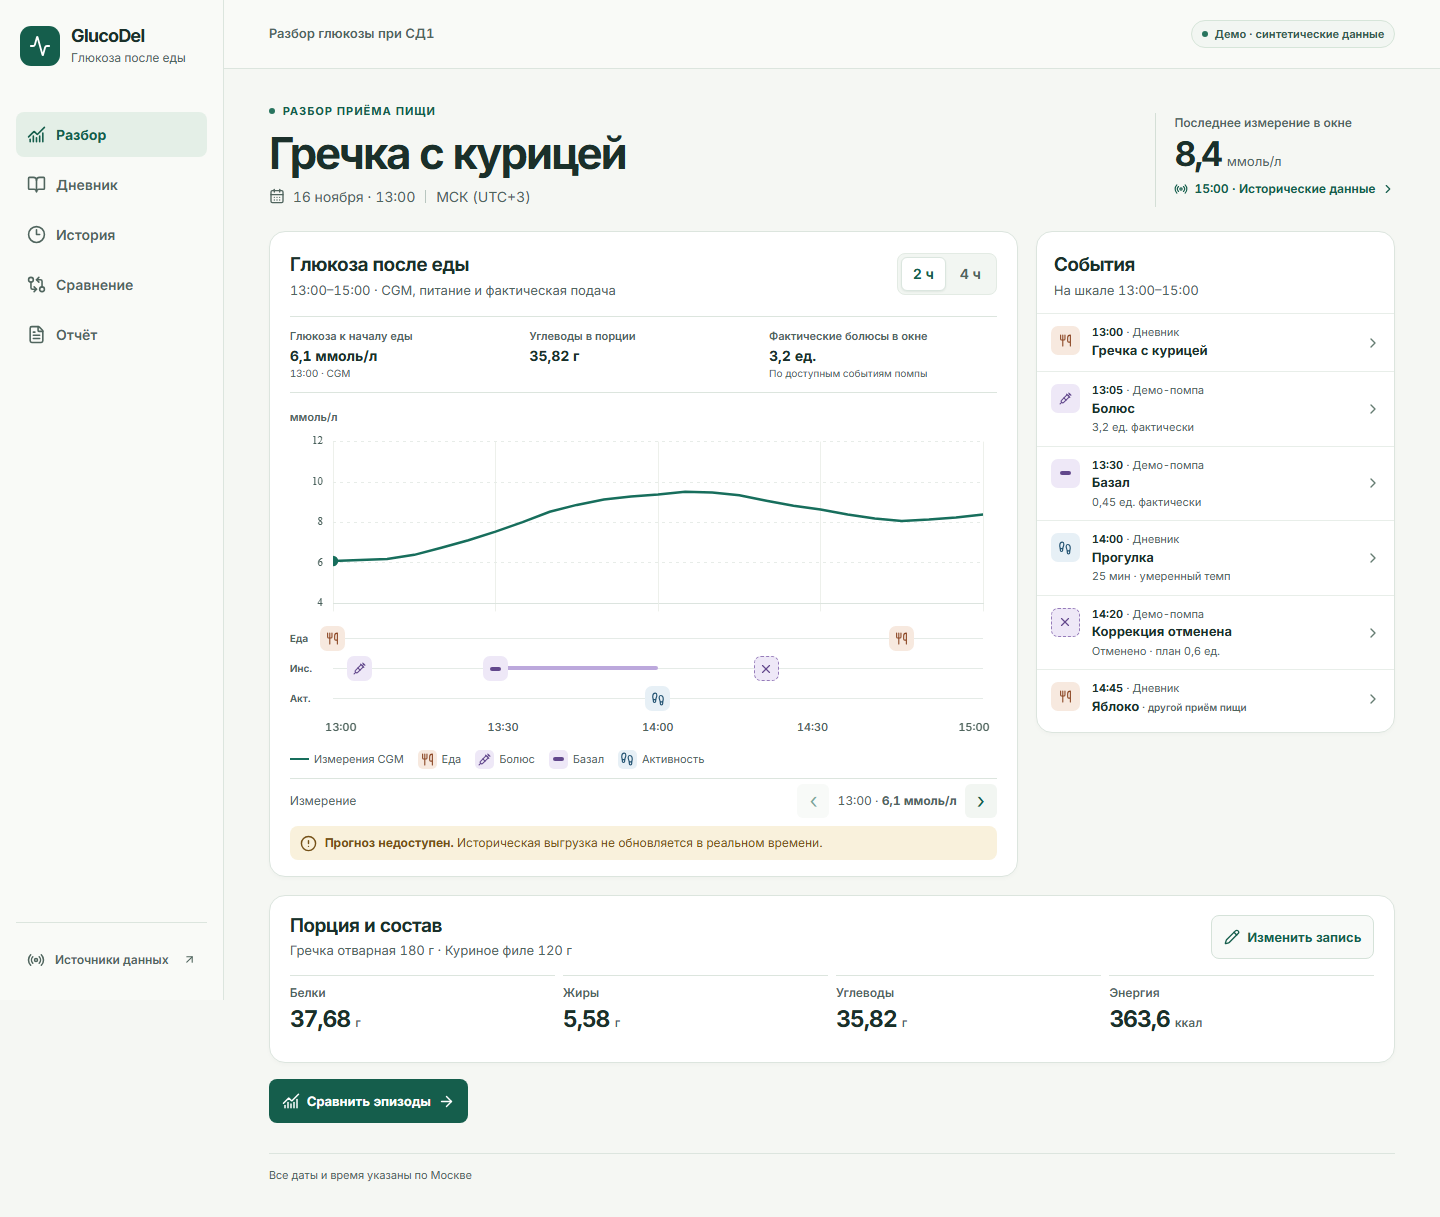 GlucoDel
Глюкоза после еды
Разбор
Дневник
История
Сравнение
Отчёт
Источники данных
Разбор глюкозы при СД1
Демо · синтетические данные
РАЗБОР ПРИЁМА ПИЩИ
Гречка с курицей
16 ноября · 13:00 | МСК (UTC+3)
Последнее измерение в окне
8,4 ммоль/л
15:00 · Исторические данные
Глюкоза после еды
13:00–15:00 · CGM, питание и фактическая подача
2 ч 4 ч
Глюкоза к началу еды
6,1 ммоль/л
13:00 · CGM
Углеводы в порции
35,82 г
Фактические болюсы в окне
3,2 ед.
По доступным событиям помпы
ммоль/л
12
10
8
6
4
Еда
Инс.
Акт.
13:00 13:30 14:00 14:30 15:00
Измерения CGM Еда Болюс Базал Активность
Измерение 13:00 · 6,1 ммоль/л
Прогноз недоступен. Историческая выгрузка не обновляется в реальном времени.
События
На шкале 13:00–15:00
13:00 · Дневник
Гречка с курицей
13:05 · Демо-помпа
Болюс
3,2 ед. фактически
13:30 · Демо-помпа
Базал
0,45 ед. фактически
14:00 · Дневник
Прогулка
25 мин · умеренный темп
14:20 · Демо-помпа
Коррекция отменена
Отменено · план 0,6 ед.
14:45 · Дневник
Яблоко · другой приём пищи
Порция и состав
Гречка отварная 180 г · Куриное филе 120 г
Изменить запись
Белки
37,68 г
Жиры
5,58 г
Углеводы
35,82 г
Энергия
363,6 ккал
Сравнить эпизоды
Все даты и время указаны по Москве